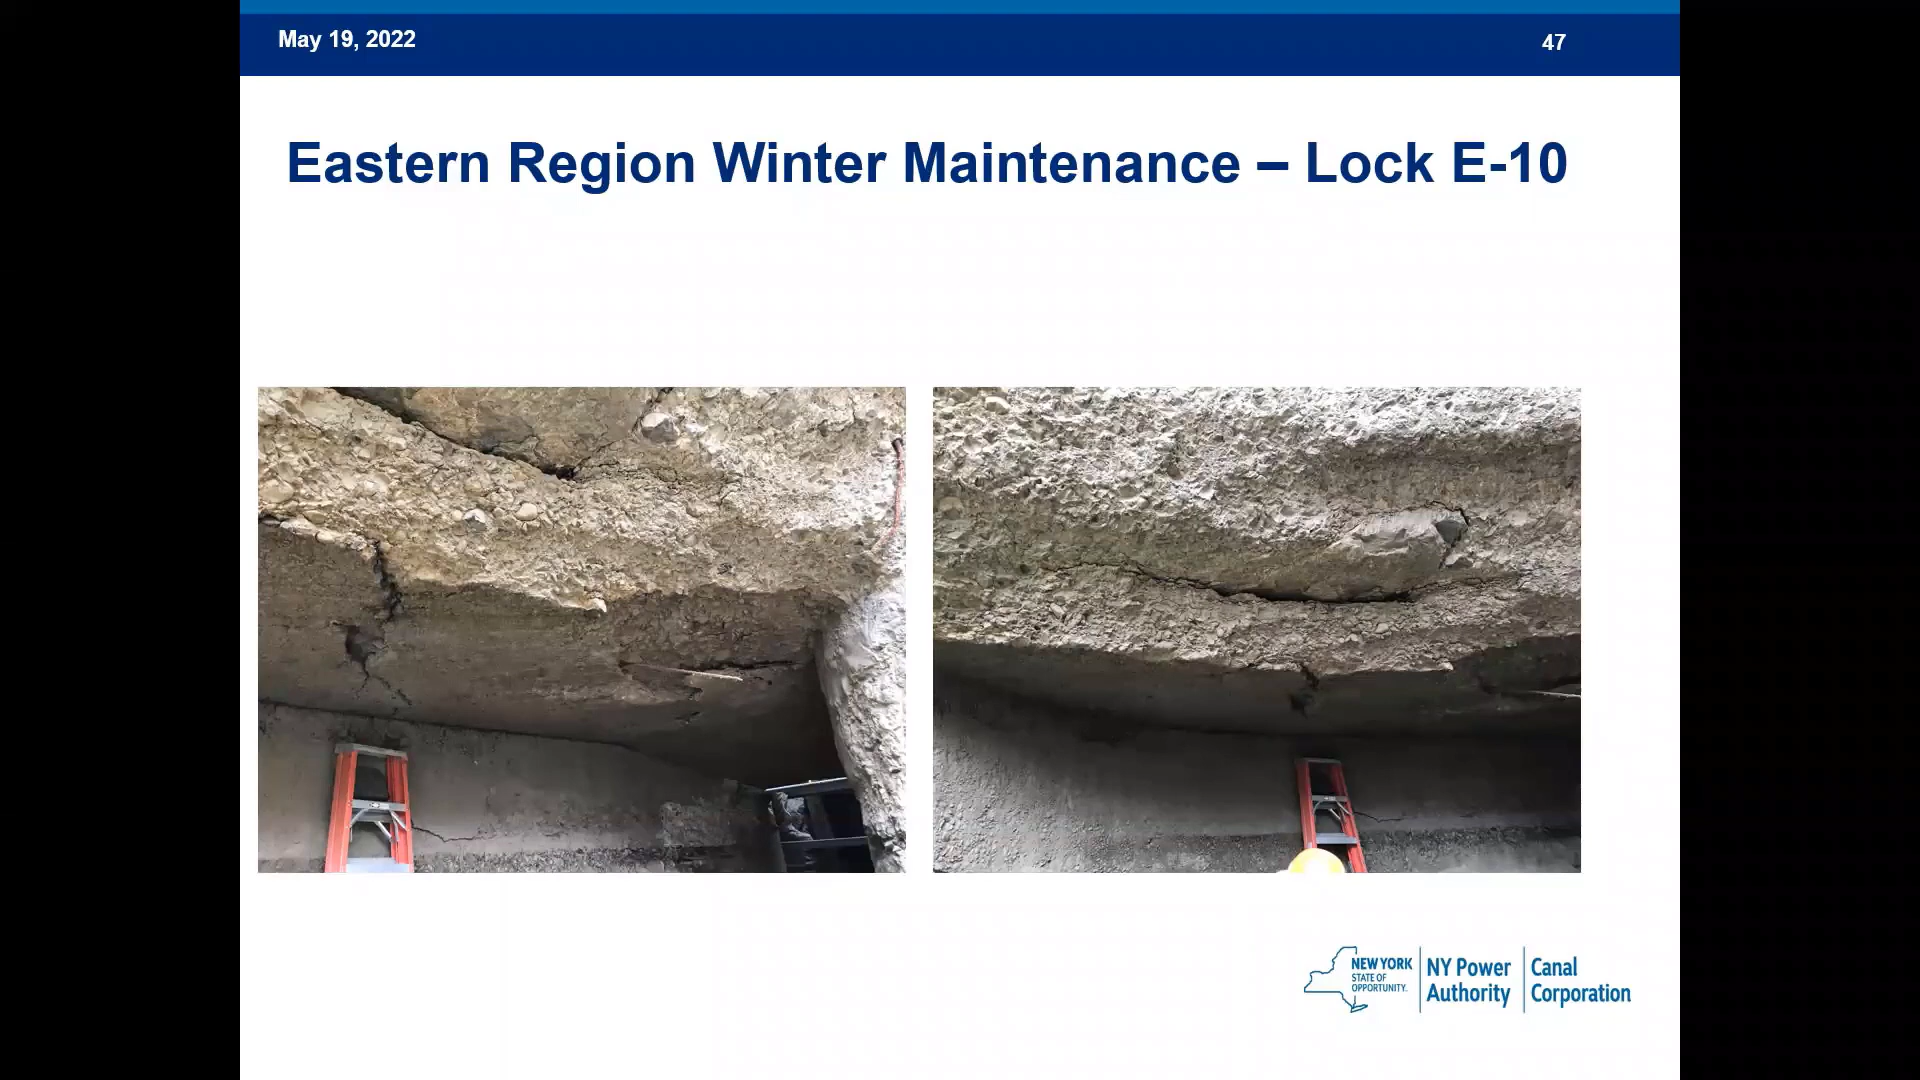 May 19, 2022
47
Eastern Region Winter Maintenance – Lock E-10
NEW YORK
STATE OF
OPPORTUNITY.
NY Power
Authority
Canal
Corporation